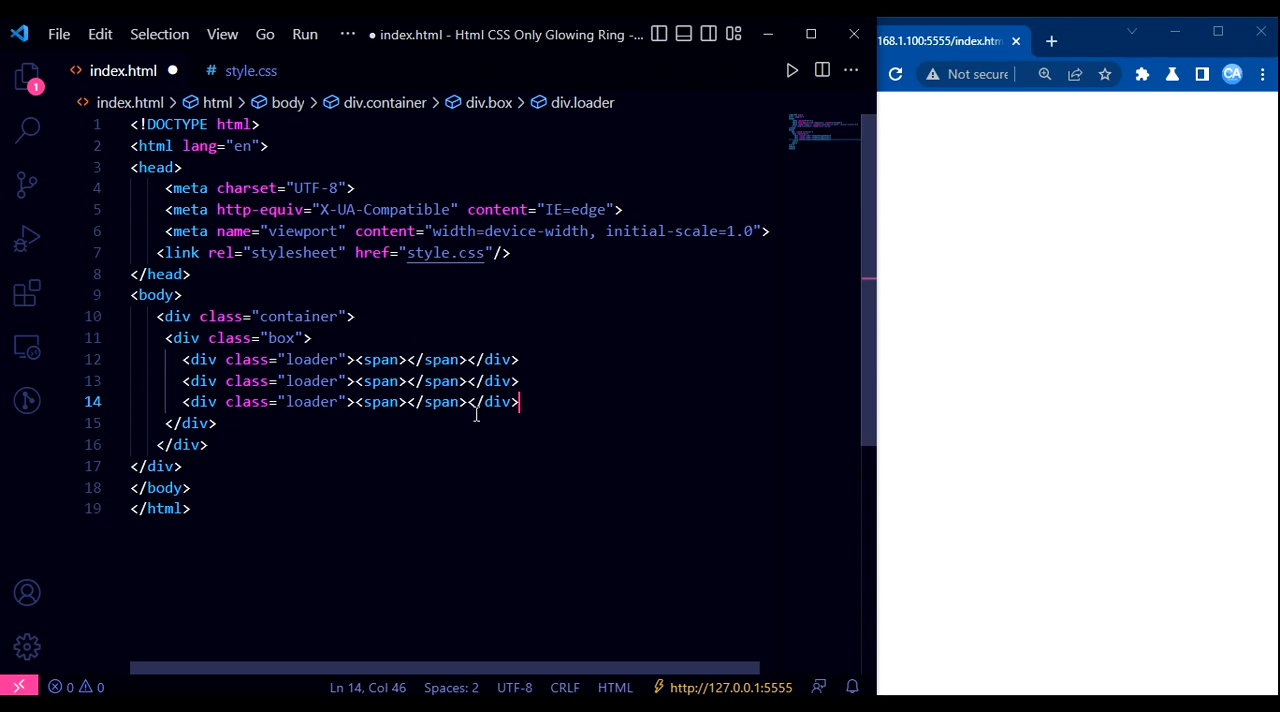 File Edit Selection View Go Run ··· ● index.html - Html CSS Only Glowing Ring -...
168.1.100:5555/index.htm
index.html ● # style.css
Not secure
CA
1
index.html > html > body > div.container > div.box > div.loader
1 <!DOCTYPE html>
2 <html lang="en">
3 <head>
4 <meta charset="UTF-8">
5 <meta http-equiv="X-UA-Compatible" content="IE=edge">
6 <meta name="viewport" content="width=device-width, initial-scale=1.0">
7 <link rel="stylesheet" href="style.css"/>
8 </head>
9 <body>
10 <div class="container">
11 <div class="box">
12 <div class="loader"><span></span></div>
13 <div class="loader"><span></span></div>
14 <div class="loader"><span></span></div>
15 </div>
16 </div>
17 </div>
18 </body>
19 </html>
0 0 Ln 14, Col 46 Spaces: 2 UTF-8 CRLF HTML http://127.0.0.1:5555